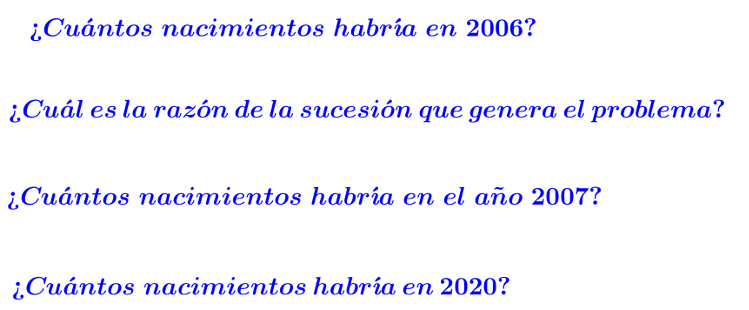 ¿Cuántos nacimientos habría en 2006?
¿Cuál es la razón de la sucesión que genera el problema?
¿Cuántos nacimientos habría en el año 2007?
¿Cuántos nacimientos habría en 2020?